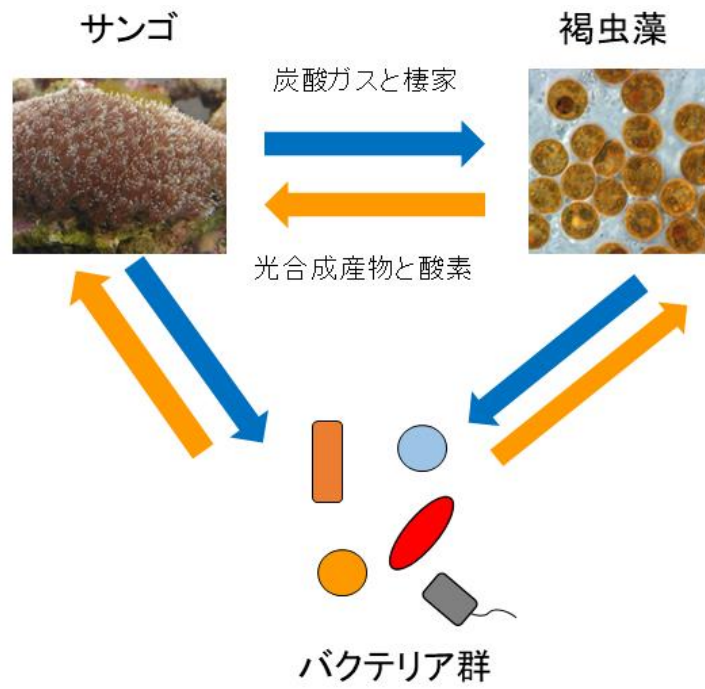 サンゴ
褐虫藻
炭酸ガスと棲家
光合成産物と酸素
バクテリア群